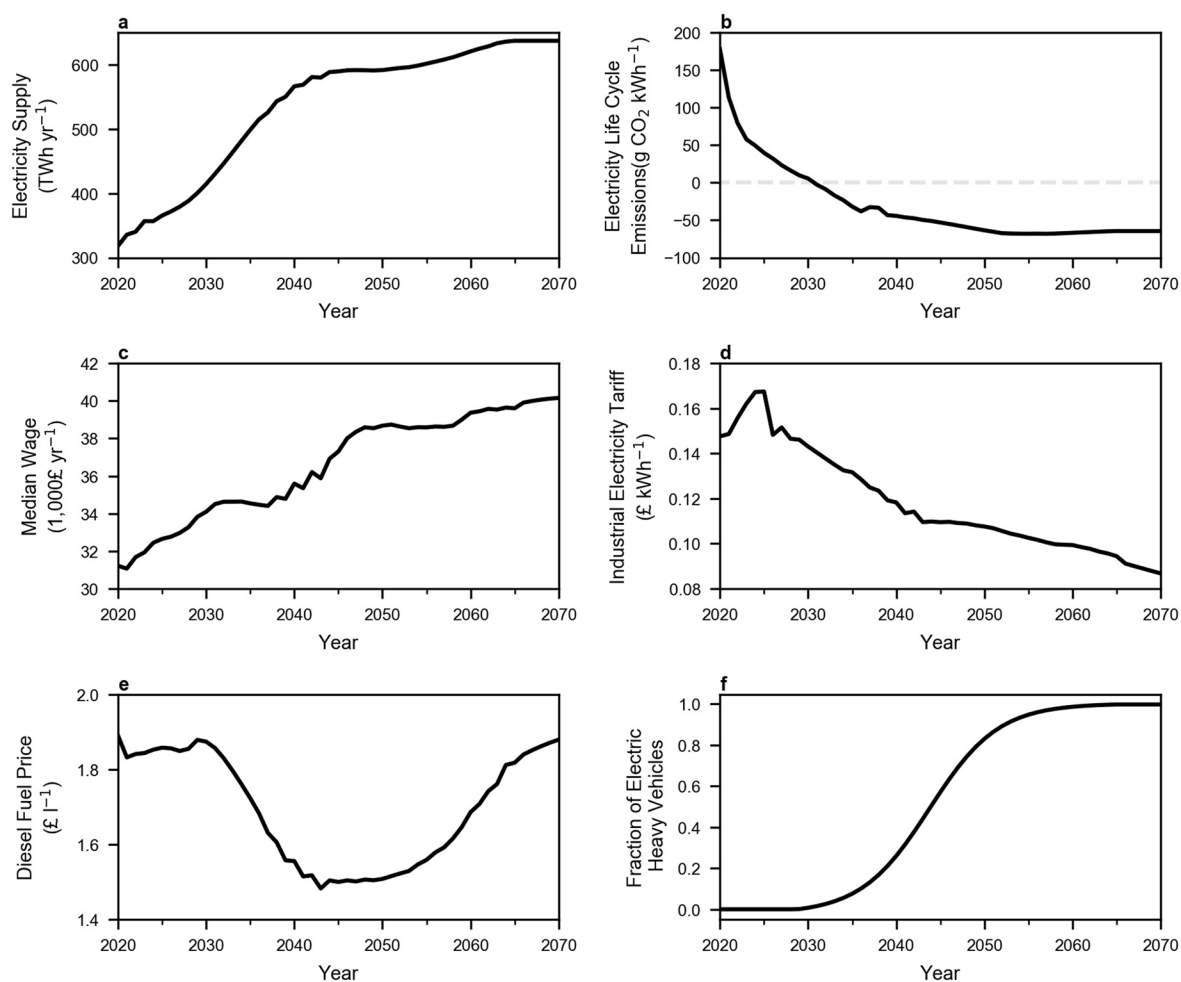 a
Electricity Supply
(TWh yr⁻¹)
600
500
400
300
2020 2030 2040 2050 2060 2070
Year
b
Electricity Life Cycle
Emissions(g CO₂ kWh⁻¹)
200
150
100
50
0
−50
−100
2020 2030 2040 2050 2060 2070
Year
c
Median Wage
(1,000£ yr⁻¹)
42
40
38
36
34
32
30
2020 2030 2040 2050 2060 2070
Year
d
Industrial Electricity Tariff
(£ kWh⁻¹)
0.18
0.16
0.14
0.12
0.10
0.08
2020 2030 2040 2050 2060 2070
Year
e
Diesel Fuel Price
(£ l⁻¹)
2.0
1.8
1.6
1.4
2020 2030 2040 2050 2060 2070
Year
f
Fraction of Electric
Heavy Vehicles
1.0
0.8
0.6
0.4
0.2
0.0
2020 2030 2040 2050 2060 2070
Year